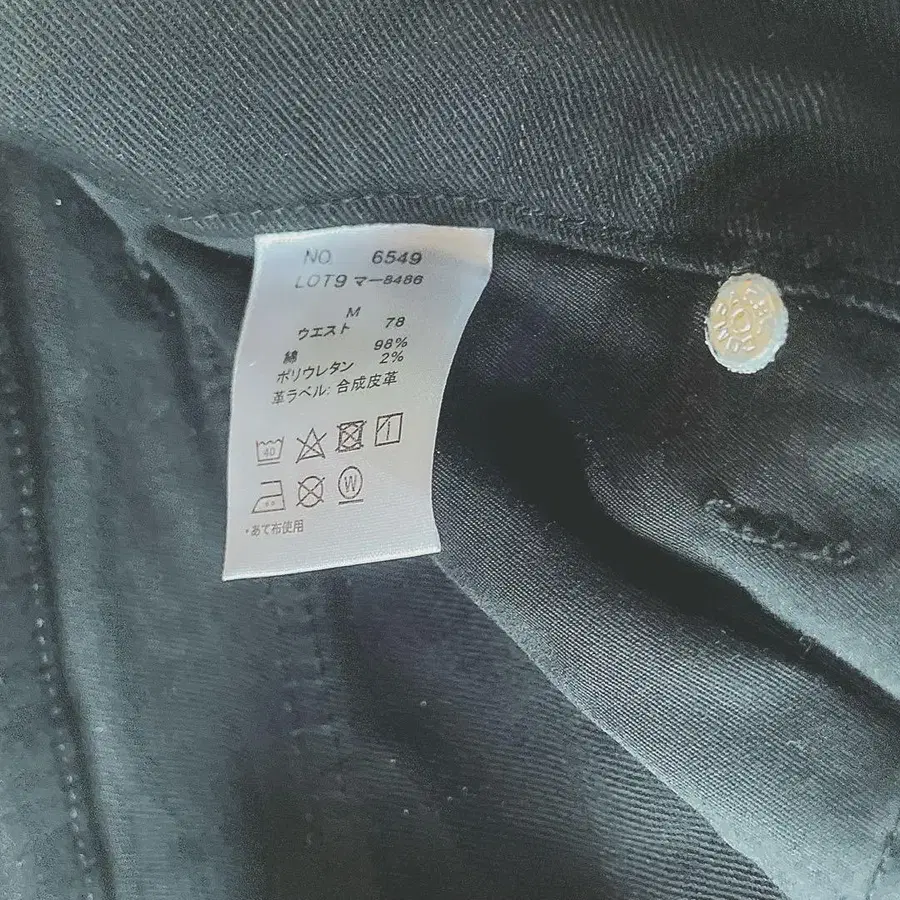 NO. 6549
LOT9 マー8486
M
ウエスト 78
綿 98%
ポリウレタン 2%
革ラベル: 合成皮革
40
W
・あて布使用